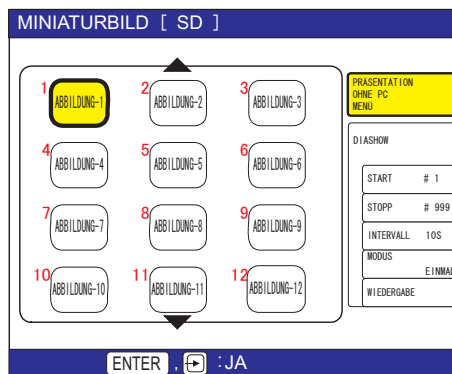 MINIATURBILD [ SD ]
1 ABBILDUNG-1
2 ABBILDUNG-2
3 ABBILDUNG-3
4 ABBILDUNG-4
5 ABBILDUNG-5
6 ABBILDUNG-6
7 ABBILDUNG-7
8 ABBILDUNG-8
9 ABBILDUNG-9
10 ABBILDUNG-10
11 ABBILDUNG-11
12 ABBILDUNG-12
PRÄSENTATION
OHNE PC
MENÜ
DIASHOW
START # 1
STOPP # 999
INTERVALL 10S
MODUS
EINMAL
WIEDERGABE
ENTER , :JA